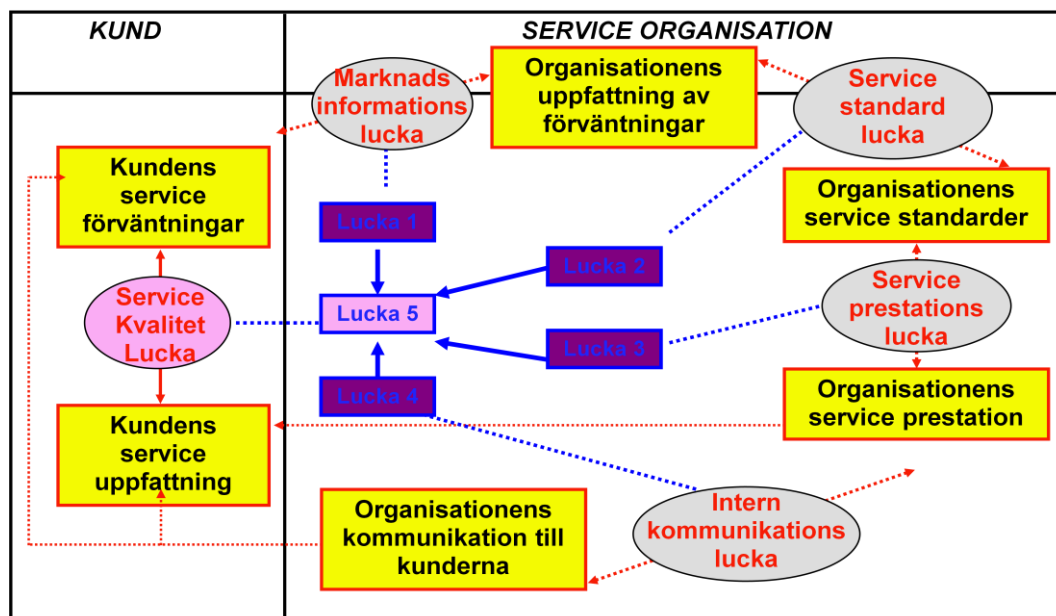 KUND
SERVICE ORGANISATION
Marknads
informations
lucka
Organisationens
uppfattning av
förväntningar
Service
standard
lucka
Kundens
service
förväntningar
Organisationens
service standarder
Lucka 1
Lucka 2
Service
Kvalitet
Lucka
Lucka 5
Service
prestations
lucka
Lucka 3
Lucka 4
Organisationens
service prestation
Kundens
service
uppfattning
Organisationens
kommunikation till
kunderna
Intern
kommunikations
lucka